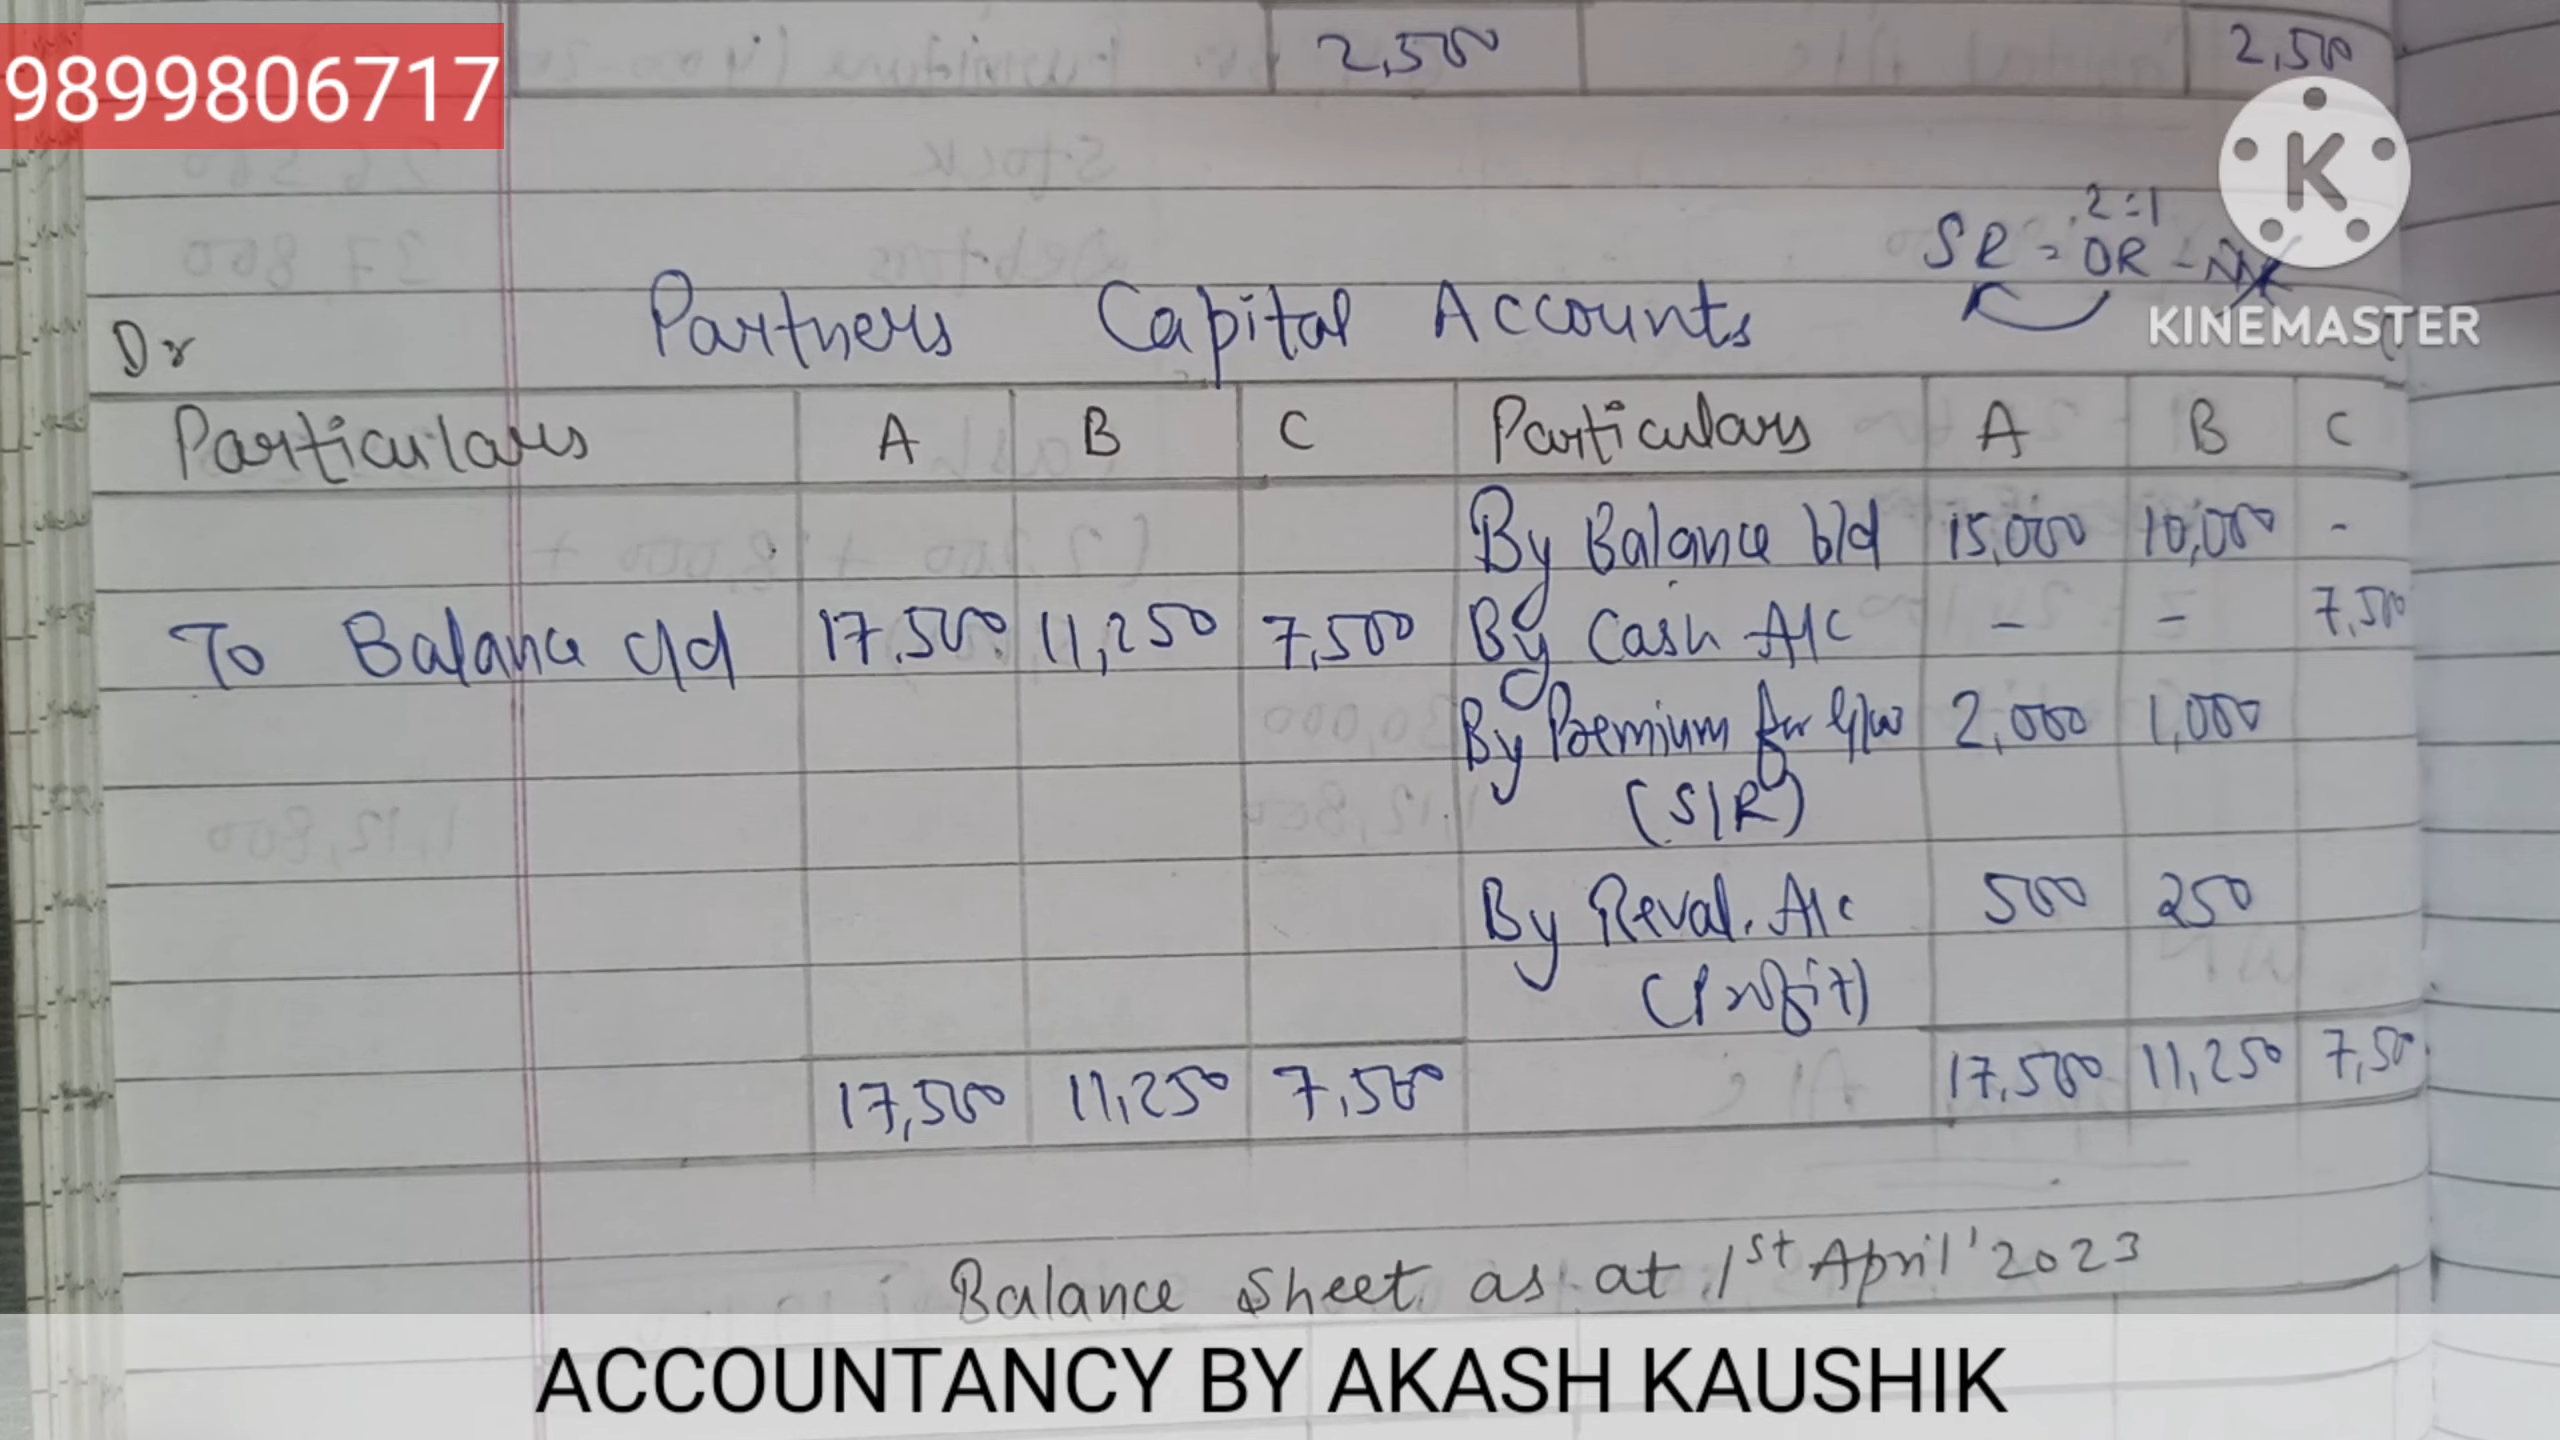 2,500 2,500
9899806717
2:1
SR = OR -
KINEMASTER
Dr Partners Capital Accounts
Particulars A B C Particulars A B C
By Balance b/d 15,000 10,000 -
To Balance c/d 17,500 11,250 7,500 By Cash A/c - - 7,500
By Premium for G/w 2,000 1,000
(S/R)
By Reval. A/c 500 250
(Profit)
17,500 11,250 7,500 17,500 11,250 7,50
Balance Sheet as at 1st April' 2023
ACCOUNTANCY BY AKASH KAUSHIK